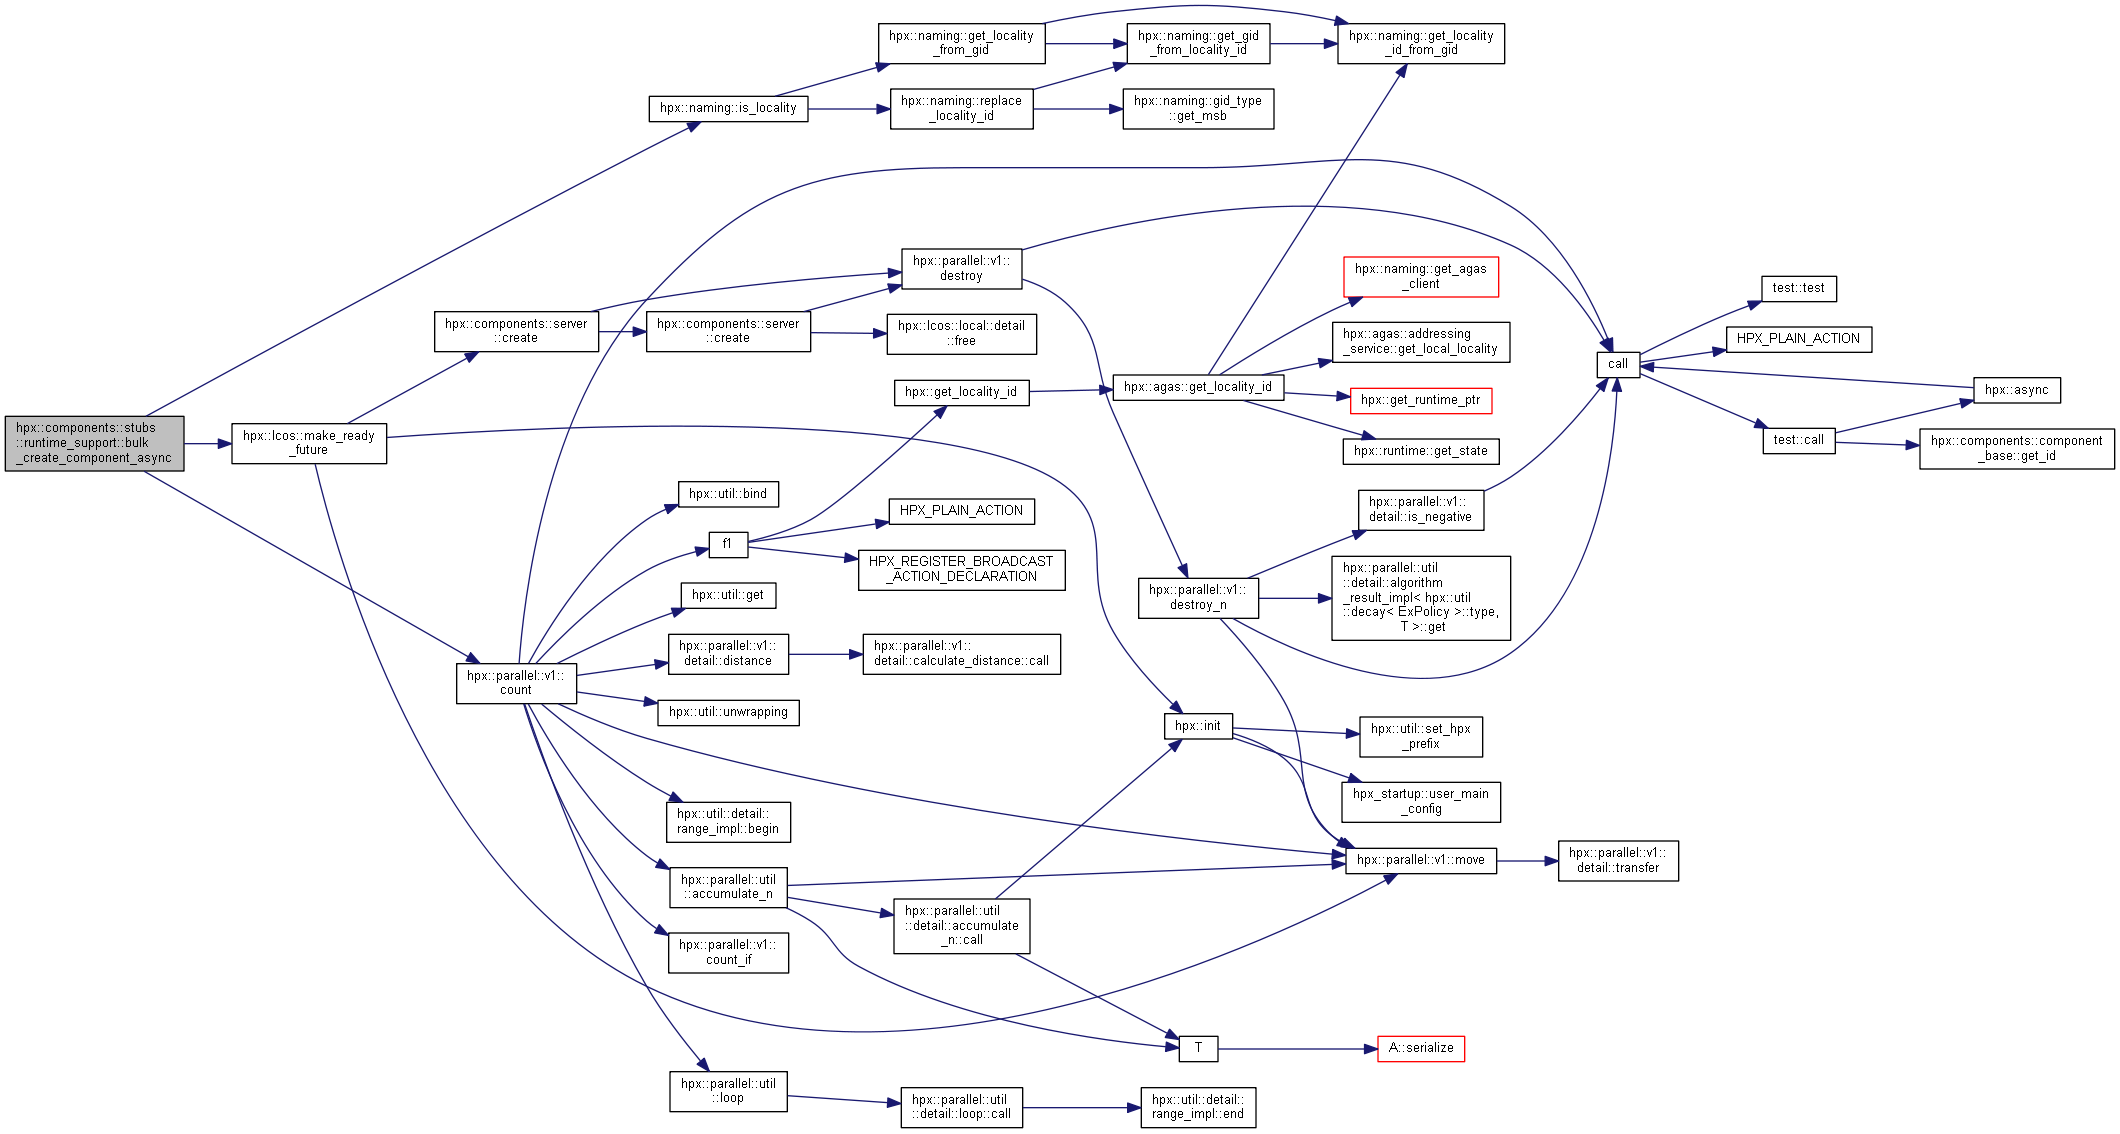 hpx::components::stubs
::runtime_support::bulk
_create_component_async
hpx::naming::is_locality
hpx::lcos::make_ready
_future
hpx::parallel::v1::
count
hpx::naming::get_locality
_from_gid
hpx::naming::replace
_locality_id
hpx::naming::get_gid
_from_locality_id
hpx::naming::gid_type
::get_msb
hpx::naming::get_locality
_id_from_gid
hpx::components::server
::create
hpx::components::server
::create
hpx::parallel::v1::
destroy
hpx::lcos::local::detail
::free
hpx::get_locality_id
hpx::agas::get_locality_id
hpx::naming::get_agas
_client
hpx::agas::addressing
_service::get_local_locality
hpx::get_runtime_ptr
hpx::runtime::get_state
call
test::test
HPX_PLAIN_ACTION
test::call
hpx::async
hpx::components::component
_base::get_id
hpx::util::bind
f1
HPX_PLAIN_ACTION
HPX_REGISTER_BROADCAST
_ACTION_DECLARATION
hpx::util::get
hpx::parallel::v1::
detail::distance
hpx::parallel::v1::
detail::calculate_distance::call
hpx::util::unwrapping
hpx::parallel::v1::
destroy_n
hpx::parallel::v1::
detail::is_negative
hpx::parallel::util
::detail::algorithm
_result_impl< hpx::util
::decay< ExPolicy >::type,
T >::get
hpx::init
hpx::util::set_hpx
_prefix
hpx_startup::user_main
_config
hpx::util::detail::
range_impl::begin
hpx::parallel::util
::accumulate_n
hpx::parallel::v1::move
hpx::parallel::v1::
detail::transfer
hpx::parallel::util
::detail::accumulate
_n::call
hpx::parallel::v1::
count_if
T
A::serialize
hpx::parallel::util
::loop
hpx::parallel::util
::detail::loop::call
hpx::util::detail::
range_impl::end